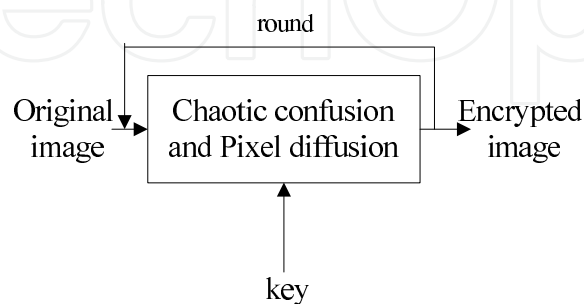 round
Original
image
Chaotic confusion
and Pixel diffusion
Encrypted
image
key